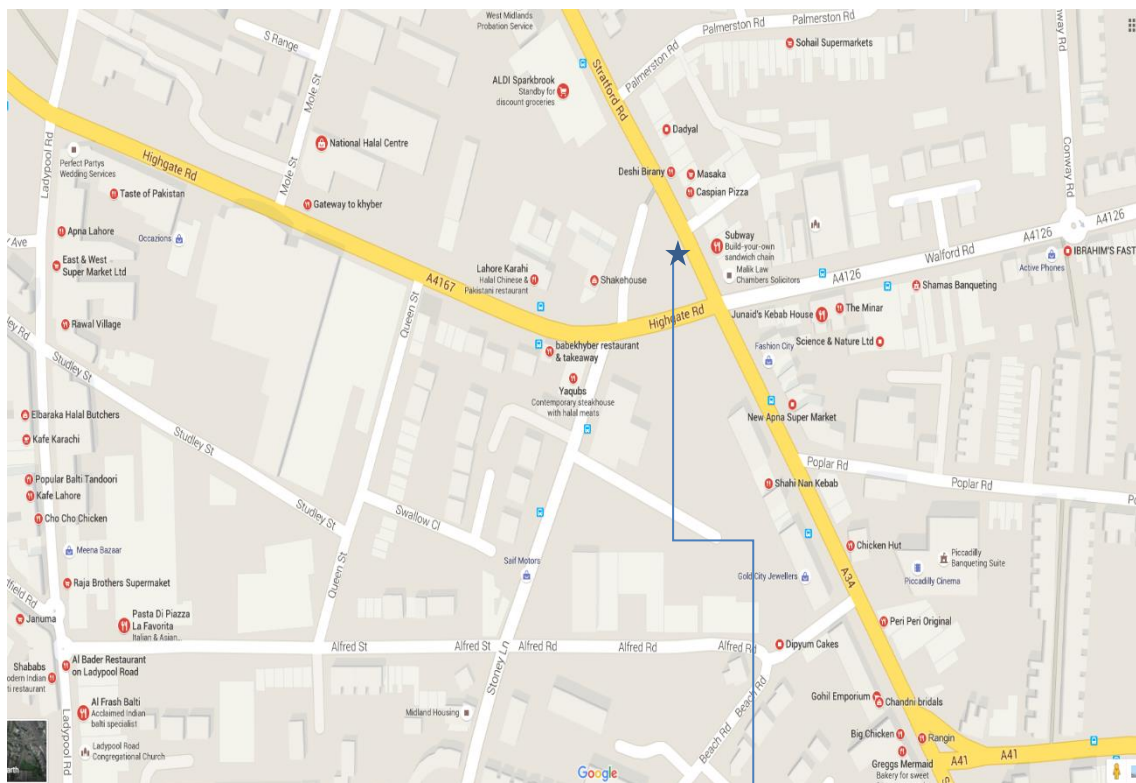 West Midlands
Probation Service
Palmerston Rd
Palmerston Rd
Sohail Supermarkets
S Range
ALDI Sparkbrook
Standby for
discount groceries
Stratford Rd
Mole St
Ladypool Rd
Highgate Rd
National Halal Centre
Dadyal
Perfect Partys
Wedding Services
Mole St
Deshi Birany
Masaka
Caspian Pizza
Conway Rd
Taste of Pakistan
Gateway to khyber
Apna Lahore
Occazions
Subway
Build-your-own
sandwich chain
A4126
Walford Rd
IBRAHIM'S FAST
East & West
Super Market Ltd
A4167
Lahore Karahi
Halal Chinese &
Pakistani restaurant
Shakehouse
Malik Law
Chambers Solicitors
A4126
Active Phones
Shamas Banqueting
Queen St
Highgate Rd
Junaid's Kebab House
The Minar
Rawal Village
Science & Nature Ltd
Studley St
babekhyber restaurant
& takeaway
Fashion City
Yaqubs
Contemporary steakhouse
with halal meats
New Apna Super Market
Elbaraka Halal Butchers
Kafe Karachi
Studley St
Poplar Rd
Poplar Rd
Popular Balti Tandoori
Kafe Lahore
Shahi Nan Kebab
Cho Cho Chicken
Studley St
Swallow Cl
Meena Bazaar
Chicken Hut
Saif Motors
Piccadilly
Banqueting Suite
Raja Brothers Supermaket
Queen St
Gold City Jewellers
A34
Piccadilly Cinema
Januma
Pasta Di Piazza
La Favorita
Italian & Asian...
Peri Peri Original
Alfred St
Alfred St
Alfred Rd
Alfred Rd
Alfred Rd
Dipyum Cakes
Shababs
Al Bader Restaurant
on Ladypool Road
Stoney Ln
Beach Rd
Beach Rd
Gohil Emporium
Chandni bridals
Al Frash Balti
Acclaimed Indian
balti specialist
Midland Housing
Ladypool Rd
Ladypool Road
Congregational Church
Big Chicken
Rangin
Greggs Mermaid
Bakery for sweet
A41
A41
Google